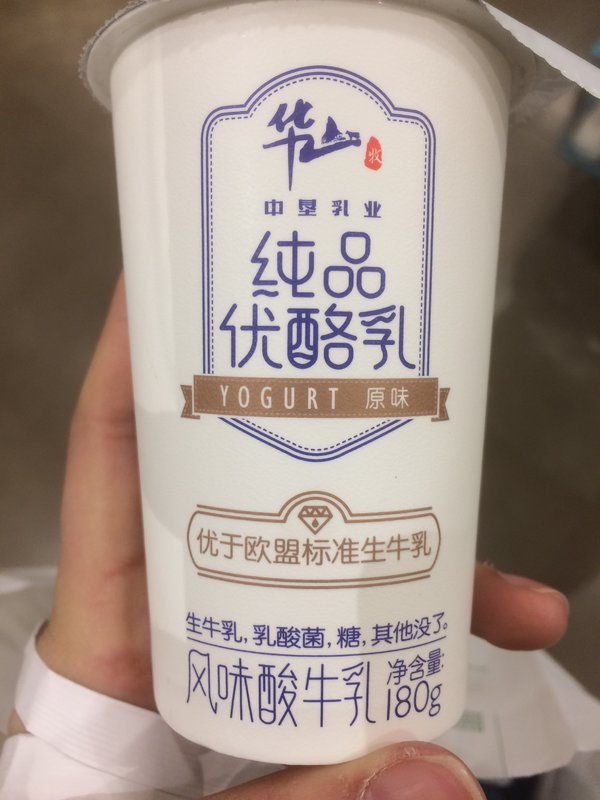 华山 牧
中垦乳业
纯品
优酪乳
YOGURT 原味
优于欧盟标准生牛乳
生牛乳,乳酸菌,糖,其他没了。
风味酸牛乳 净含量:
180g